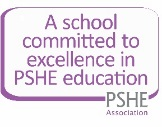 A school
committed to
excellence in
PSHE education
PSHE
Association